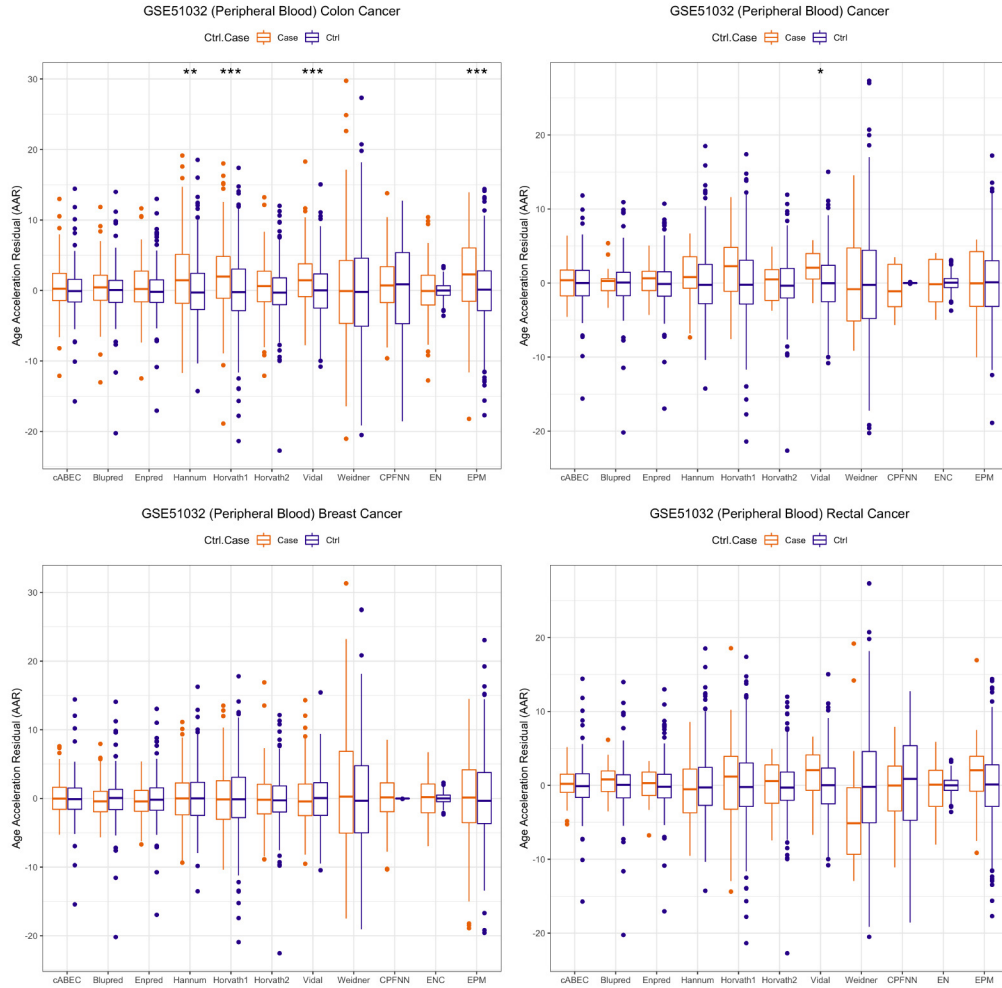 GSE51032 (Peripheral Blood) Colon Cancer
Ctrl.Case Case Ctrl
** *** *** ***
Age Acceleration Residual (AAR)
30
20
10
0
-10
-20
cABEC Blupred Enpred Hannum Horvath1 Horvath2 Vidal Weidner CPFNN EN EPM
GSE51032 (Peripheral Blood) Cancer
Ctrl.Case Case Ctrl
*
Age Acceleration Residual (AAR)
20
10
0
-10
-20
cABEC Blupred Enpred Hannum Horvath1 Horvath2 Vidal Weidner CPFNN ENC EPM
GSE51032 (Peripheral Blood) Breast Cancer
Ctrl.Case Case Ctrl
Age Acceleration Residual (AAR)
30
20
10
0
-10
-20
cABEC Blupred Enpred Hannum Horvath1 Horvath2 Vidal Weidner CPFNN ENC EPM
GSE51032 (Peripheral Blood) Rectal Cancer
Ctrl.Case Case Ctrl
Age Acceleration Residual (AAR)
20
10
0
-10
-20
cABEC Blupred Enpred Hannum Horvath1 Horvath2 Vidal Weidner CPFNN EN EPM